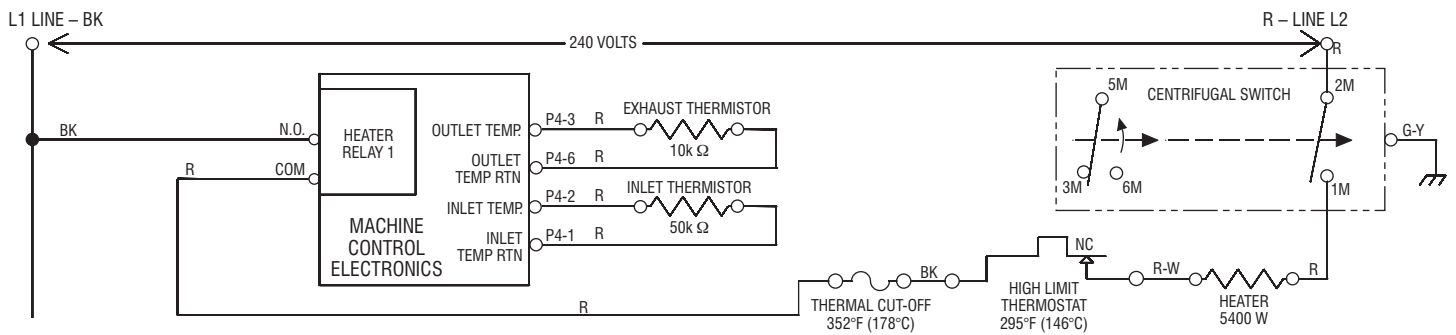 L1 LINE – BK
R – LINE L2
240 VOLTS
R
5M
CENTRIFUGAL SWITCH
2M
BK
N.O.
HEATER
RELAY 1
OUTLET TEMP.
P4-3
R
EXHAUST THERMISTOR
10k Ω
G-Y
R
COM
OUTLET
TEMP RTN
P4-6
R
3M
6M
1M
INLET TEMP.
P4-2
R
INLET THERMISTOR
50k Ω
MACHINE
CONTROL
ELECTRONICS
INLET
TEMP RTN
P4-1
R
NC
BK
R-W
R
R
THERMAL CUT-OFF
352°F (178°C)
HIGH LIMIT
THERMOSTAT
295°F (146°C)
HEATER
5400 W